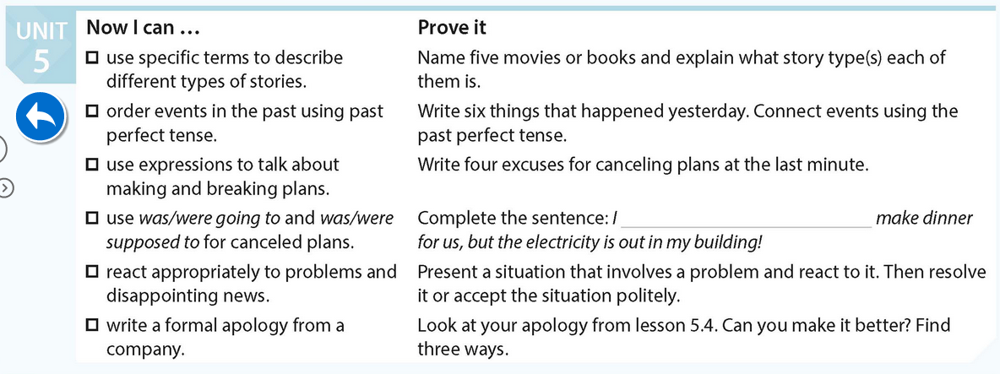 UNIT
5
Now I can …
Prove it
use specific terms to describe
different types of stories.
Name five movies or books and explain what story type(s) each of
them is.
order events in the past using past
perfect tense.
Write six things that happened yesterday. Connect events using the
past perfect tense.
use expressions to talk about
making and breaking plans.
Write four excuses for canceling plans at the last minute.
use was/were going to and was/were
supposed to for canceled plans.
Complete the sentence: I ______________________________ make dinner
for us, but the electricity is out in my building!
react appropriately to problems and
disappointing news.
Present a situation that involves a problem and react to it. Then resolve
it or accept the situation politely.
write a formal apology from a
company.
Look at your apology from lesson 5.4. Can you make it better? Find
three ways.